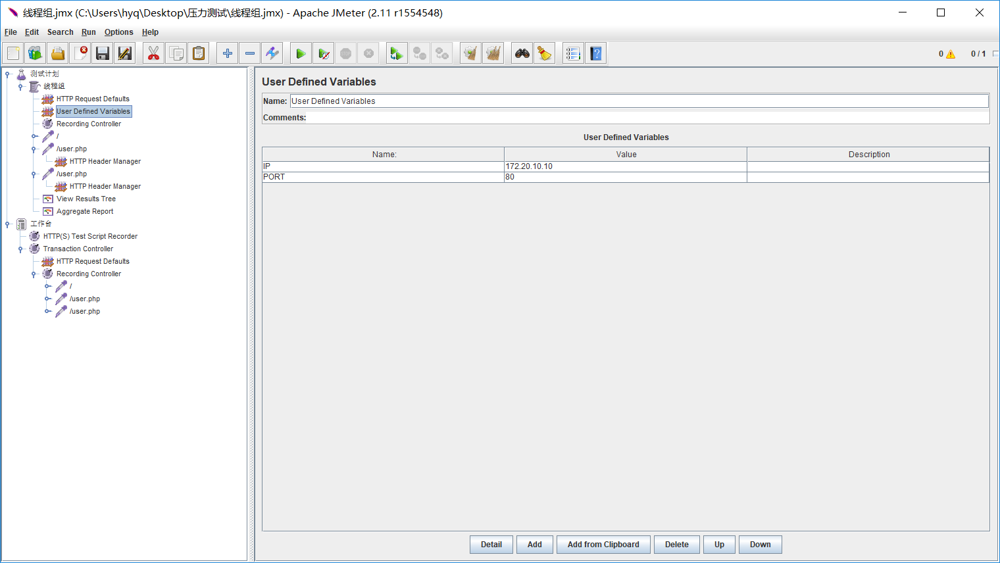 线程组.jmx (C:\Users\hyq\Desktop\压力测试\线程组.jmx) - Apache JMeter (2.11 r1554548)
File Edit Search Run Options Help
0 0 / 1
测试计划
线程组
HTTP Request Defaults
User Defined Variables
Recording Controller
/
/user.php
HTTP Header Manager
/user.php
HTTP Header Manager
View Results Tree
Aggregate Report
工作台
HTTP(S) Test Script Recorder
Transaction Controller
HTTP Request Defaults
Recording Controller
/
/user.php
/user.php
User Defined Variables
Name: User Defined Variables
Comments:
User Defined Variables
Name: Value Description
IP 172.20.10.10
PORT 80
Detail Add Add from Clipboard Delete Up Down